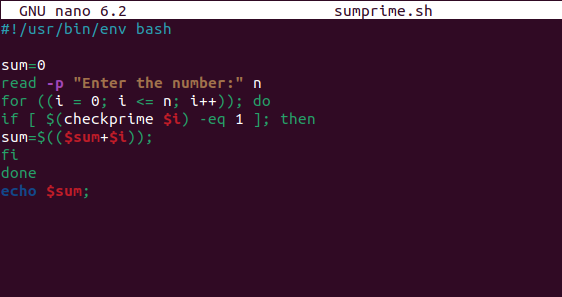 GNU nano 6.2 sumprime.sh
#!/usr/bin/env bash
sum=0
read -p "Enter the number:" n
for ((i = 0; i <= n; i++)); do
if [ $(checkprime $i) -eq 1 ]; then
sum=$(($sum+$i));
fi
done
echo $sum;